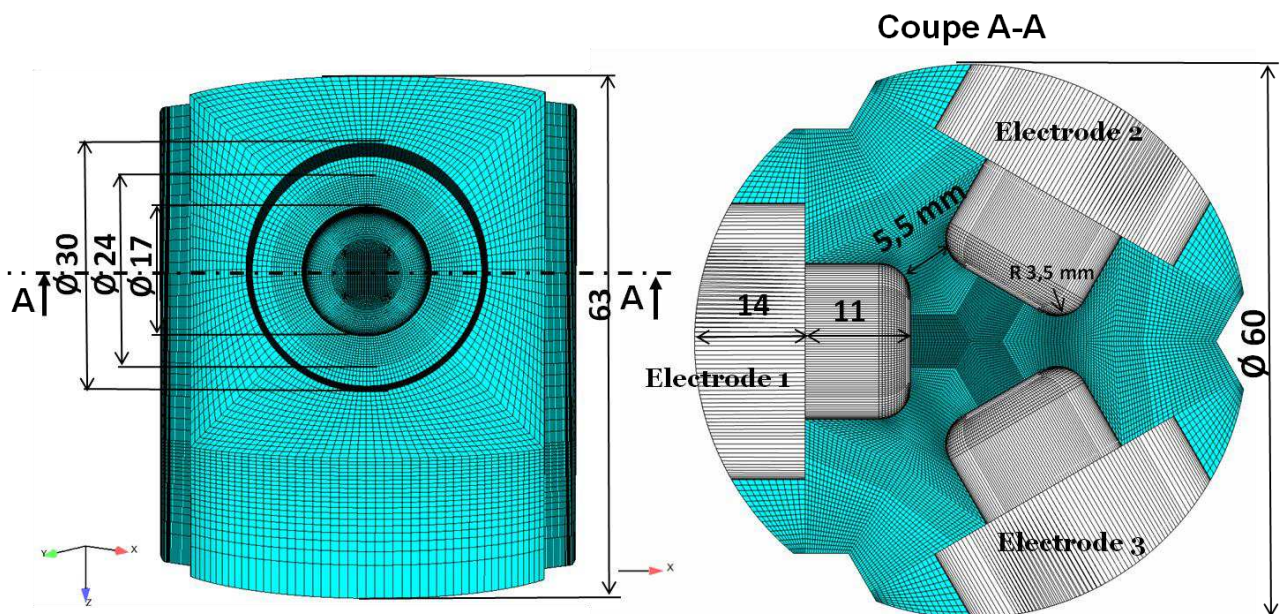 Coupe A-A
Ø 30
Ø 24
Ø 17
A
A
63
Y
X
Z
X
Electrode 2
5,5 mm
R 3,5 mm
14
11
Electrode 1
Ø 60
Electrode 3